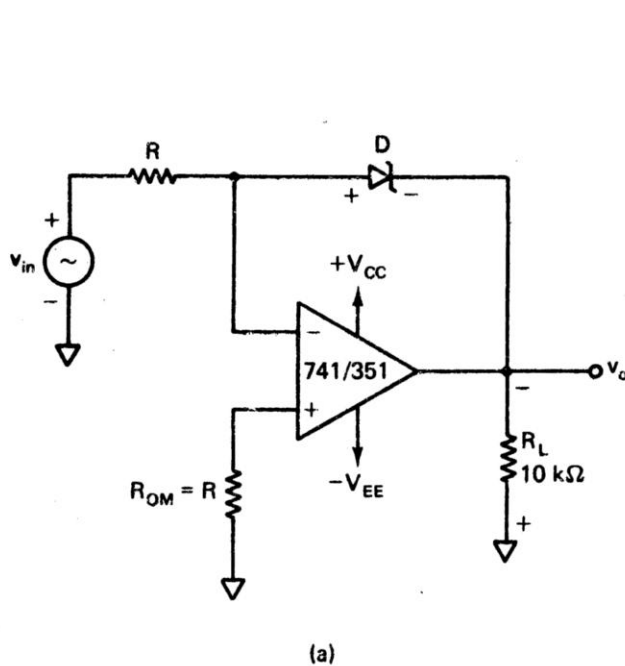 R
D
+
-
+
v_in
~
-
+V_CC
-
741/351
+
-V_EE
R_OM = R
-
v_o
R_L
10 kΩ
+
(a)